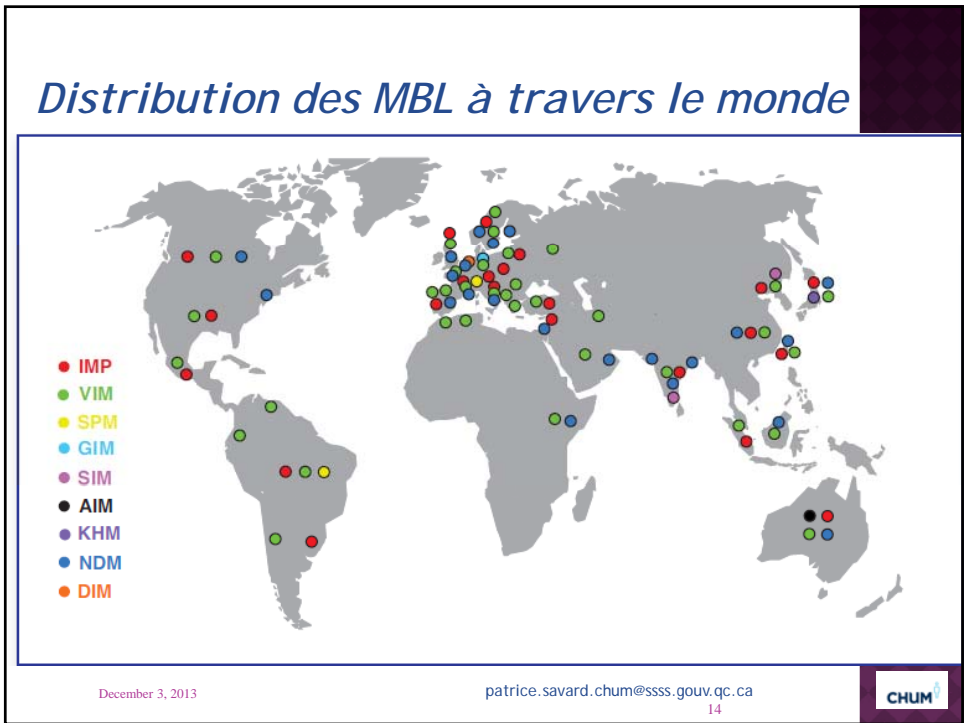 Distribution des MBL à travers le monde
IMP
VIM
SPM
GIM
SIM
AIM
KHM
NDM
DIM
December 3, 2013
patrice.savard.chum@ssss.gouv.qc.ca
14
CHUM